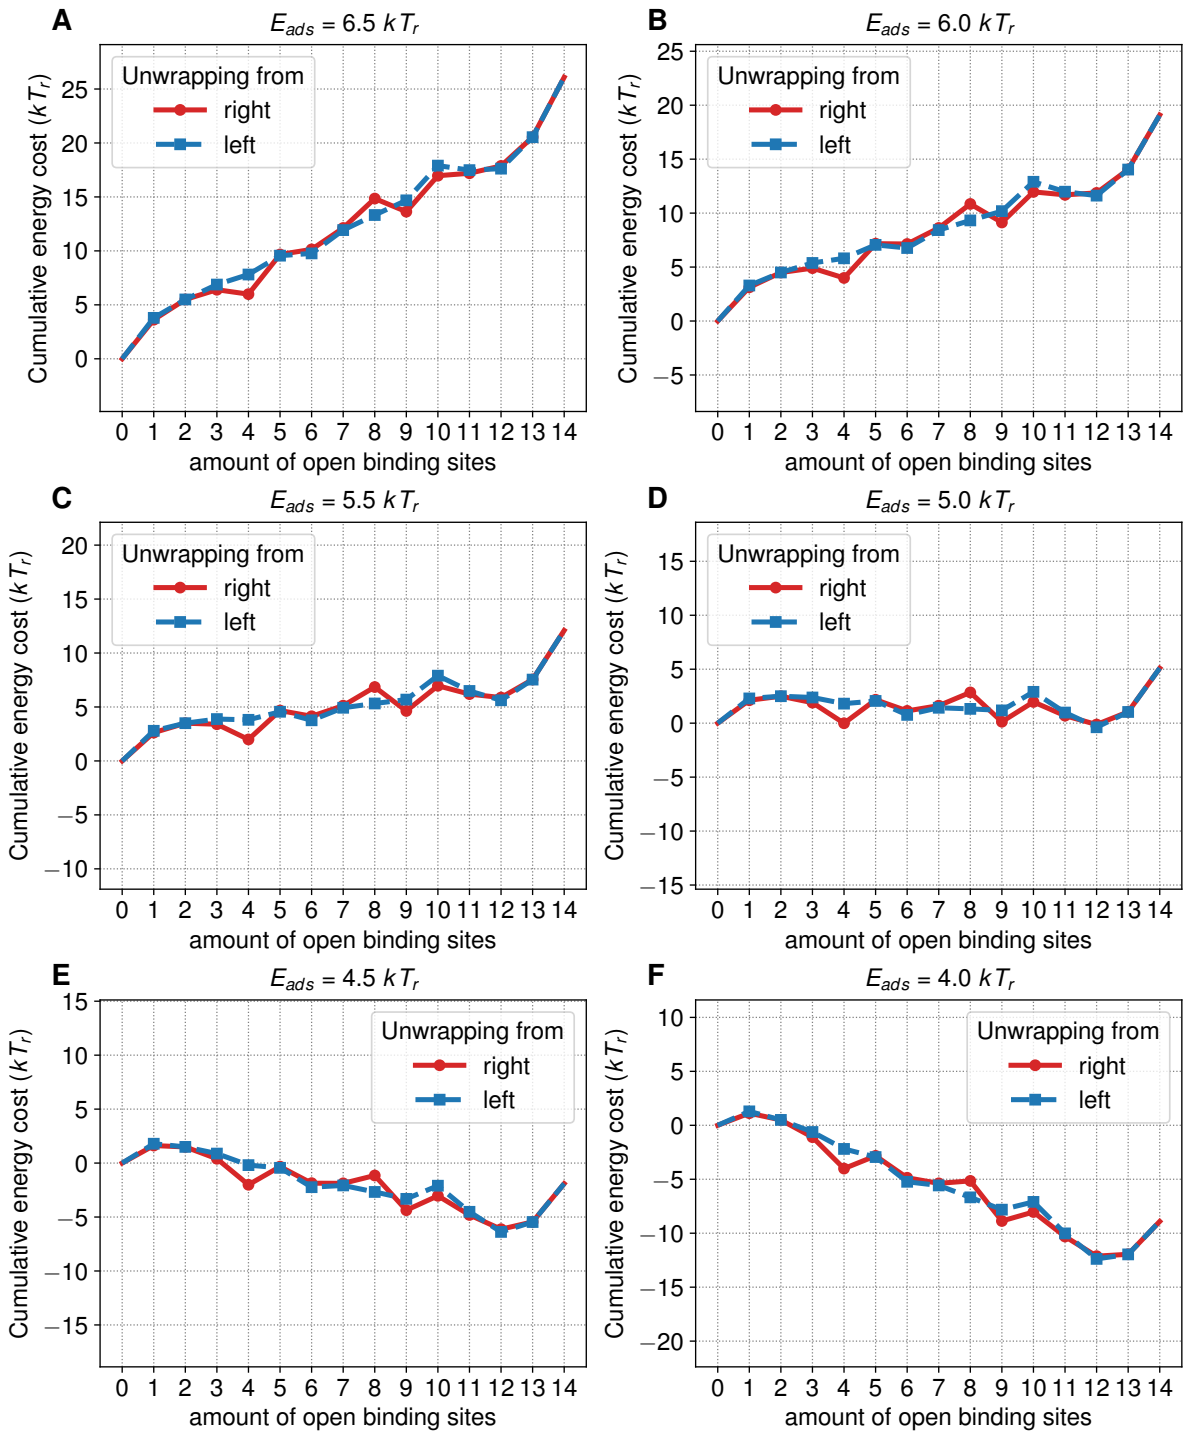 A
E_ads = 6.5 kT_r
Cumulative energy cost (kT_r)
25
20
15
10
5
0
Unwrapping from
right
left
0 1 2 3 4 5 6 7 8 9 10 11 12 13 14
amount of open binding sites
B
E_ads = 6.0 kT_r
Cumulative energy cost (kT_r)
25
20
15
10
5
0
−5
Unwrapping from
right
left
0 1 2 3 4 5 6 7 8 9 10 11 12 13 14
amount of open binding sites
C
E_ads = 5.5 kT_r
Cumulative energy cost (kT_r)
20
15
10
5
0
−5
−10
Unwrapping from
right
left
0 1 2 3 4 5 6 7 8 9 10 11 12 13 14
amount of open binding sites
D
E_ads = 5.0 kT_r
Cumulative energy cost (kT_r)
15
10
5
0
−5
−10
−15
Unwrapping from
right
left
0 1 2 3 4 5 6 7 8 9 10 11 12 13 14
amount of open binding sites
E
E_ads = 4.5 kT_r
Cumulative energy cost (kT_r)
15
10
5
0
−5
−10
−15
Unwrapping from
right
left
0 1 2 3 4 5 6 7 8 9 10 11 12 13 14
amount of open binding sites
F
E_ads = 4.0 kT_r
Cumulative energy cost (kT_r)
10
5
0
−5
−10
−15
−20
Unwrapping from
right
left
0 1 2 3 4 5 6 7 8 9 10 11 12 13 14
amount of open binding sites